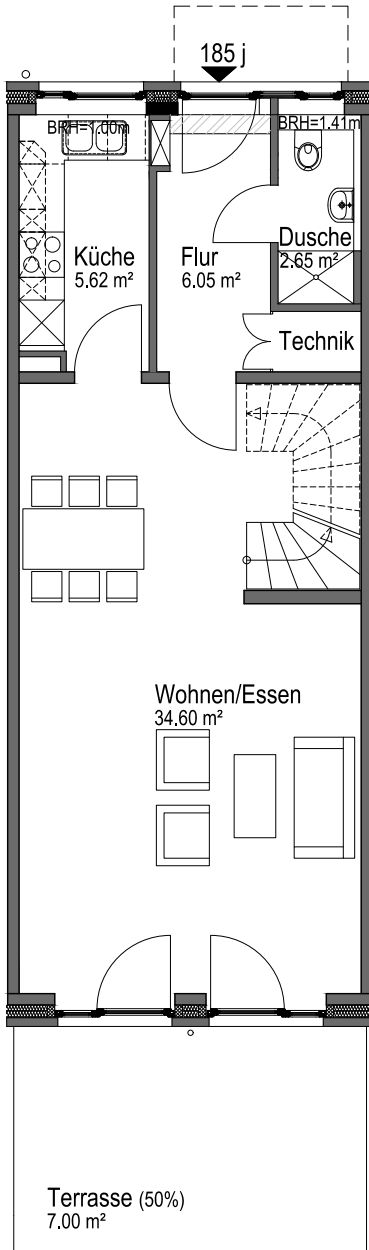 185 j
BRH=1.00m
BRH=1.41m
Küche
5.62 m²
Flur
6.05 m²
Dusche
2.65 m²
Technik
Wohnen/Essen
34.60 m²
Terrasse (50%)
7.00 m²